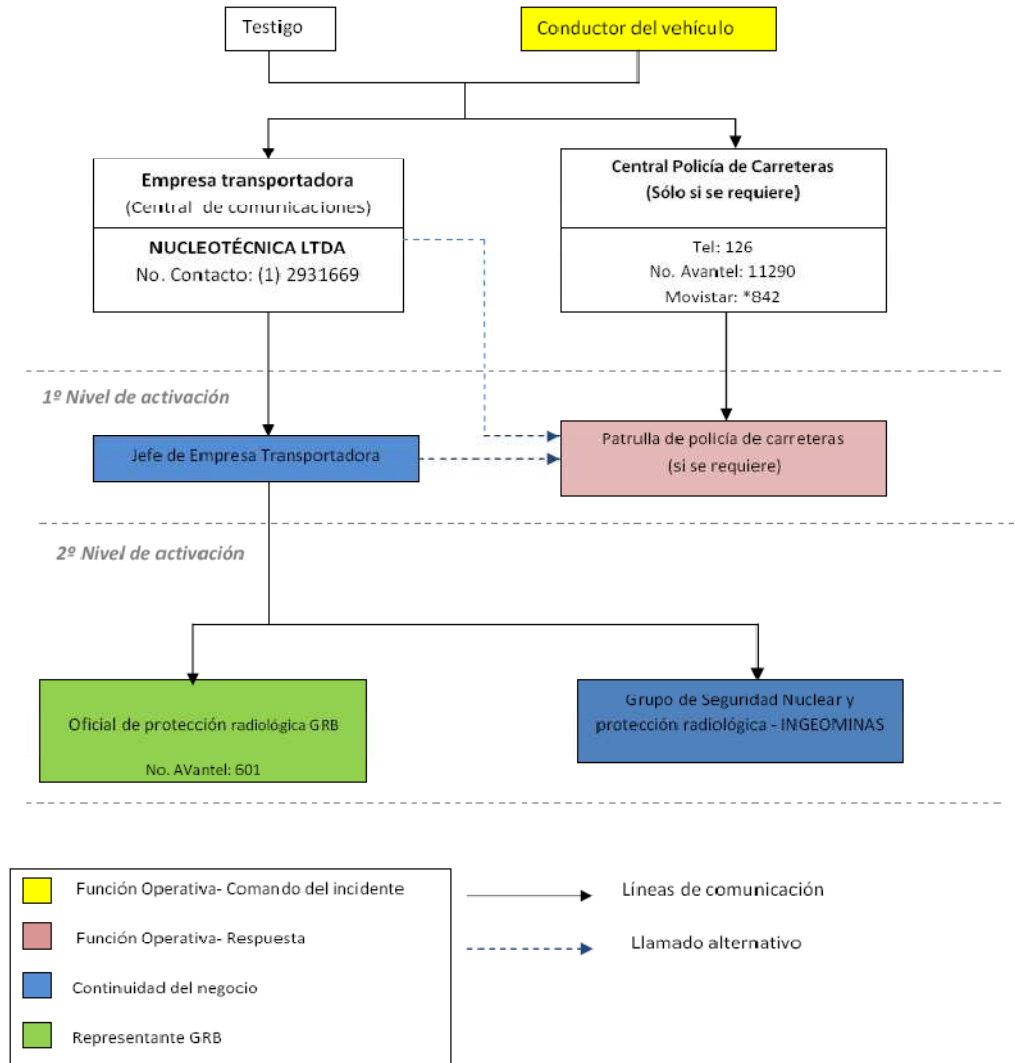 Testigo
Conductor del vehículo
Empresa transportadora
(Central de comunicaciones)
NUCLEOTÉCNICA LTDA
No. Contacto: (1) 2931669
Central Policía de Carreteras
(Sólo si se requiere)
Tel: 126
No. Avantel: 11290
Movistar: *842
1º Nivel de activación
Jefe de Empresa Transportadora
Patrulla de policía de carreteras
(si se requiere)
2º Nivel de activación
Oficial de protección radiológica GRB
No. AVantel: 601
Grupo de Seguridad Nuclear y
protección radiológica - INGEOMINAS
Función Operativa- Comando del incidente
Función Operativa- Respuesta
Continuidad del negocio
Representante GRB
Líneas de comunicación
Llamado alternativo